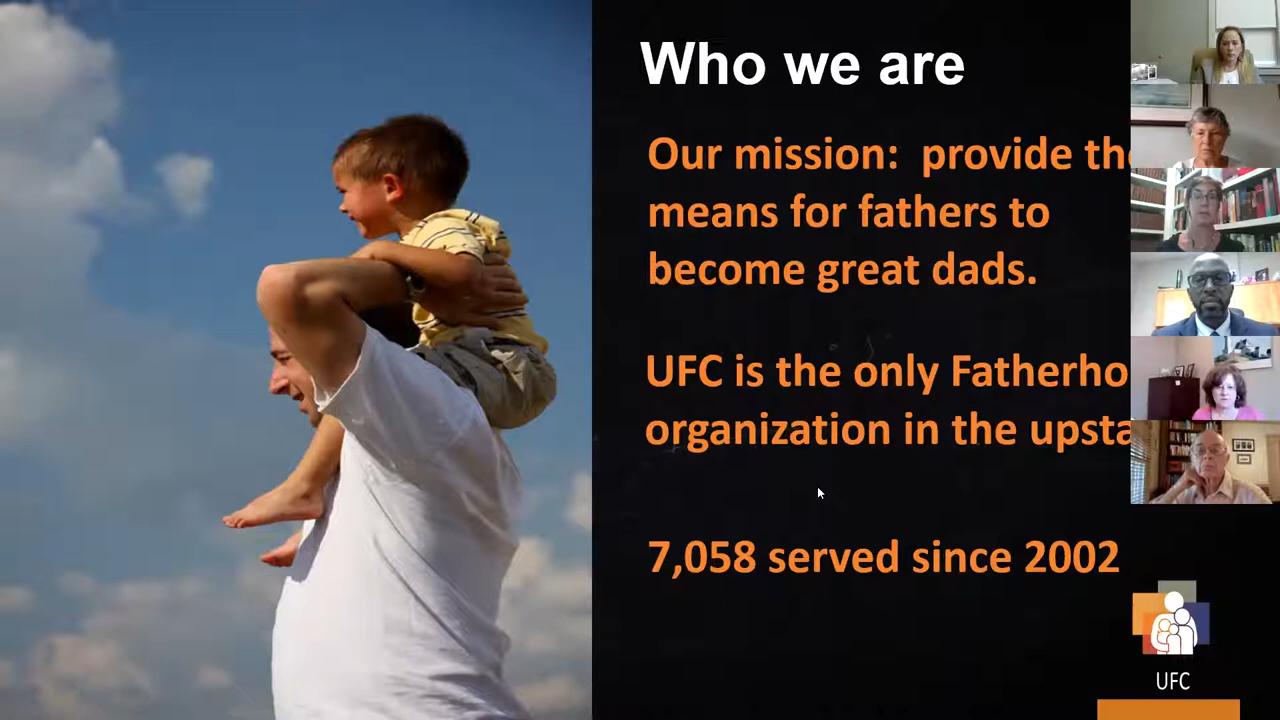 Who we are
Our mission: provide the
means for fathers to
become great dads.
UFC is the only Fatherho
organization in the upsta
7,058 served since 2002
UFC